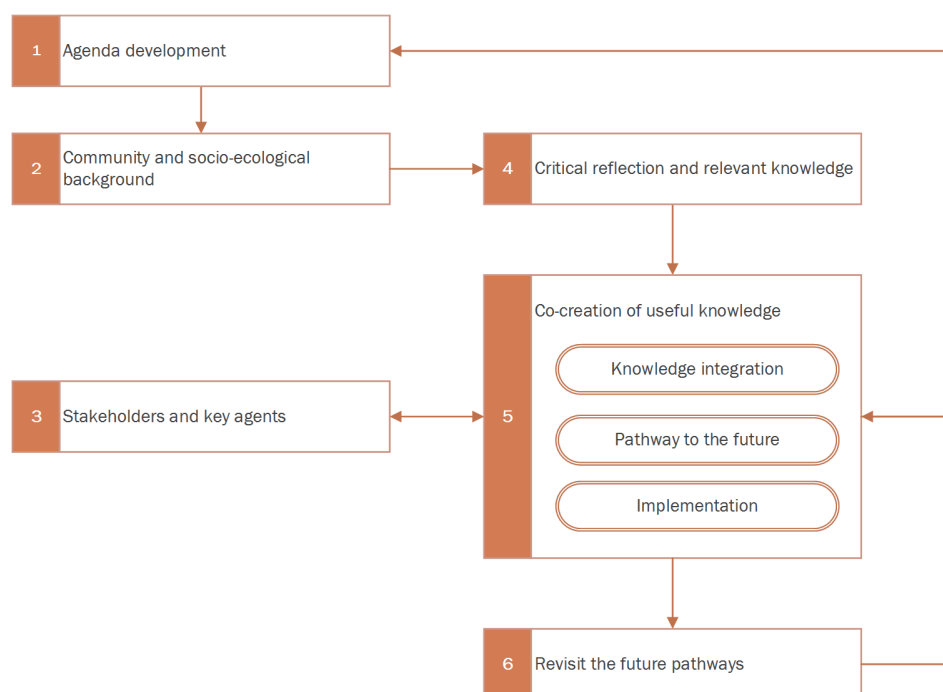 1 Agenda development
2 Community and socio-ecological
background
4 Critical reflection and relevant knowledge
3 Stakeholders and key agents
5 Co-creation of useful knowledge
Knowledge integration
Pathway to the future
Implementation
6 Revisit the future pathways